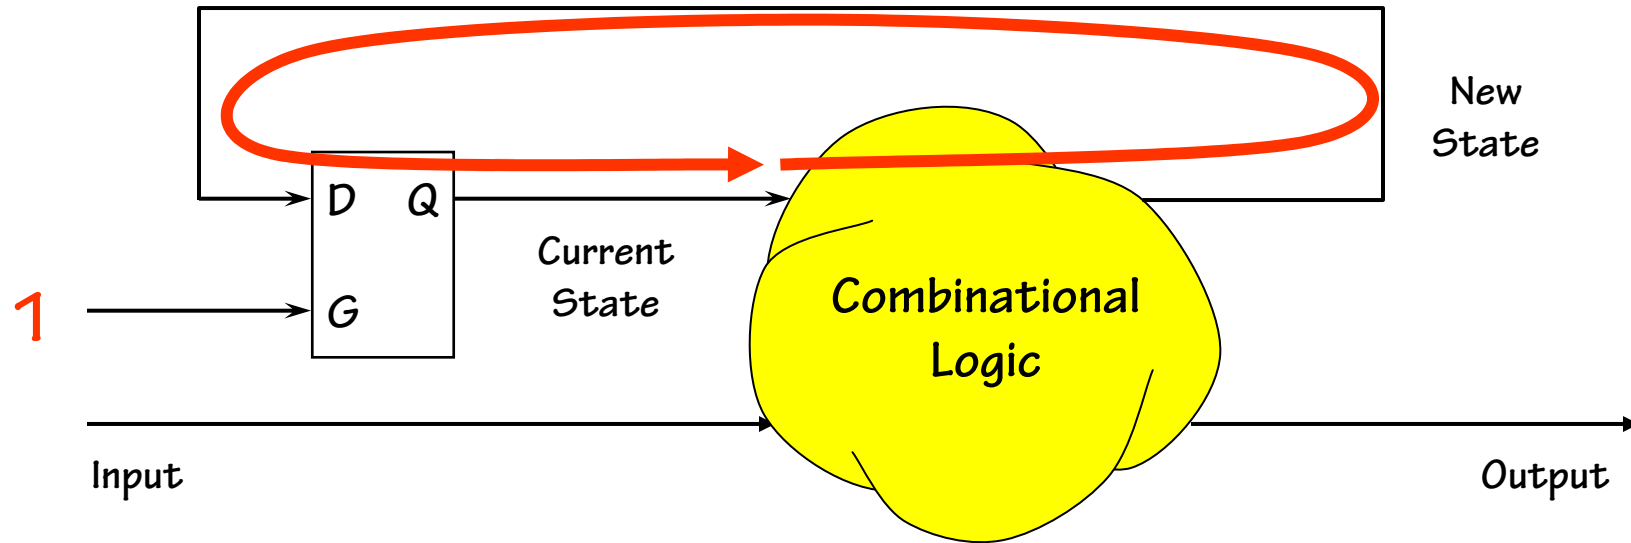 New
State
D Q
Current
State
1
G
Combinational
Logic
Input
Output